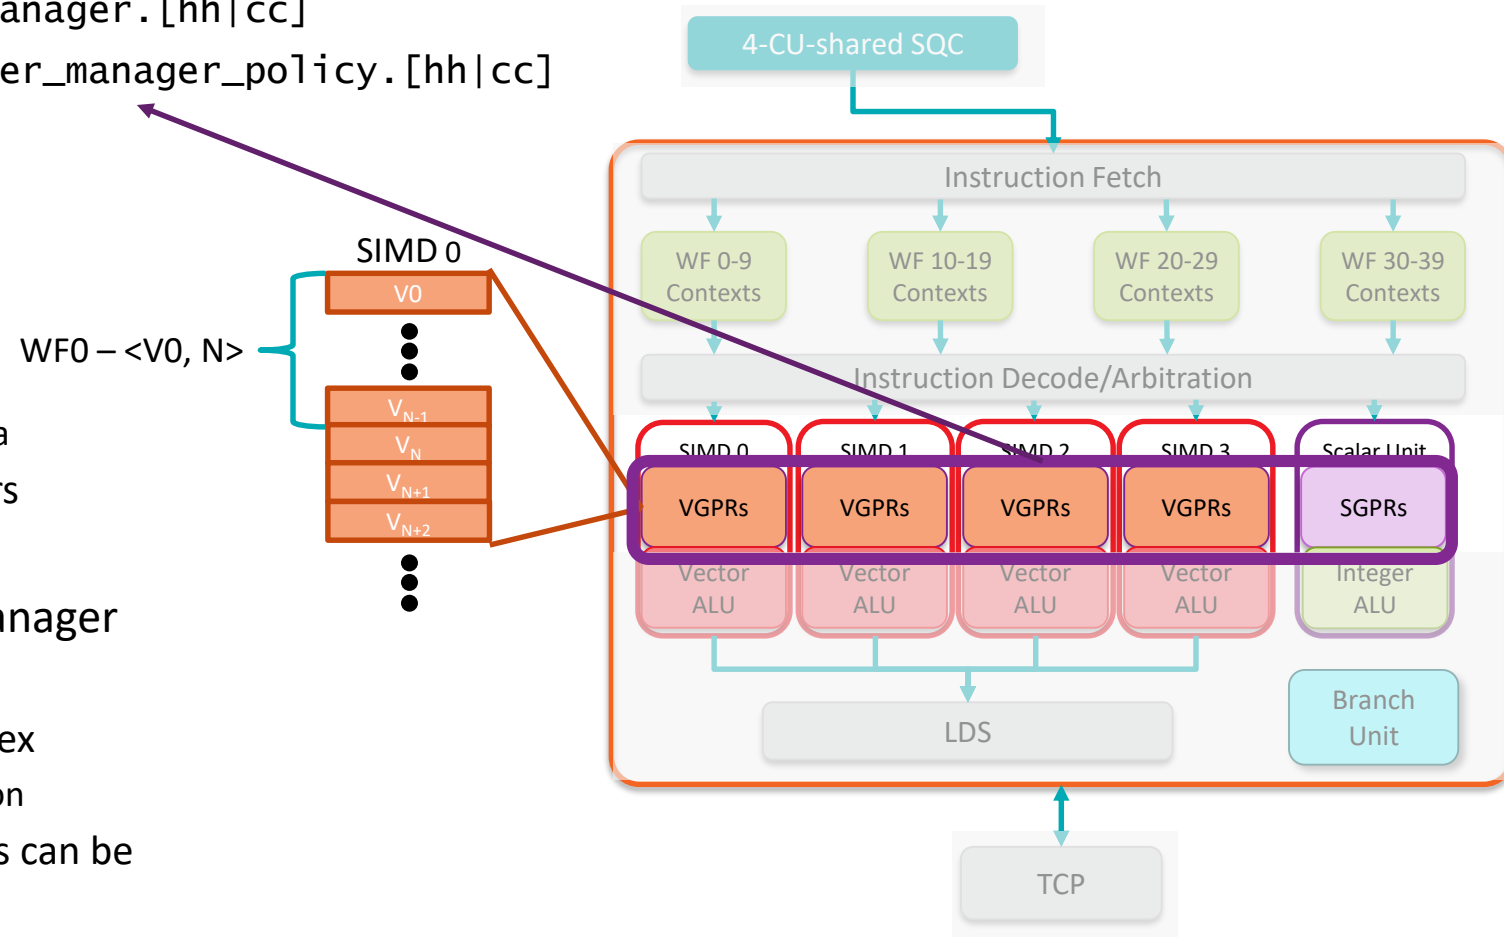 anager.[hh|cc]
er_manager_policy.[hh|cc]
a
rs
anager
ex
on
s can be
SIMD 0
V0
WF0 – <V0, N>
VN-1
VN
VN+1
VN+2
4-CU-shared SQC
Instruction Fetch
WF 0-9
Contexts
WF 10-19
Contexts
WF 20-29
Contexts
WF 30-39
Contexts
Instruction Decode/Arbitration
SIMD 0
SIMD 1
SIMD 2
SIMD 3
Scalar Unit
VGPRs
VGPRs
VGPRs
VGPRs
SGPRs
Vector
ALU
Vector
ALU
Vector
ALU
Vector
ALU
Integer
ALU
LDS
Branch
Unit
TCP